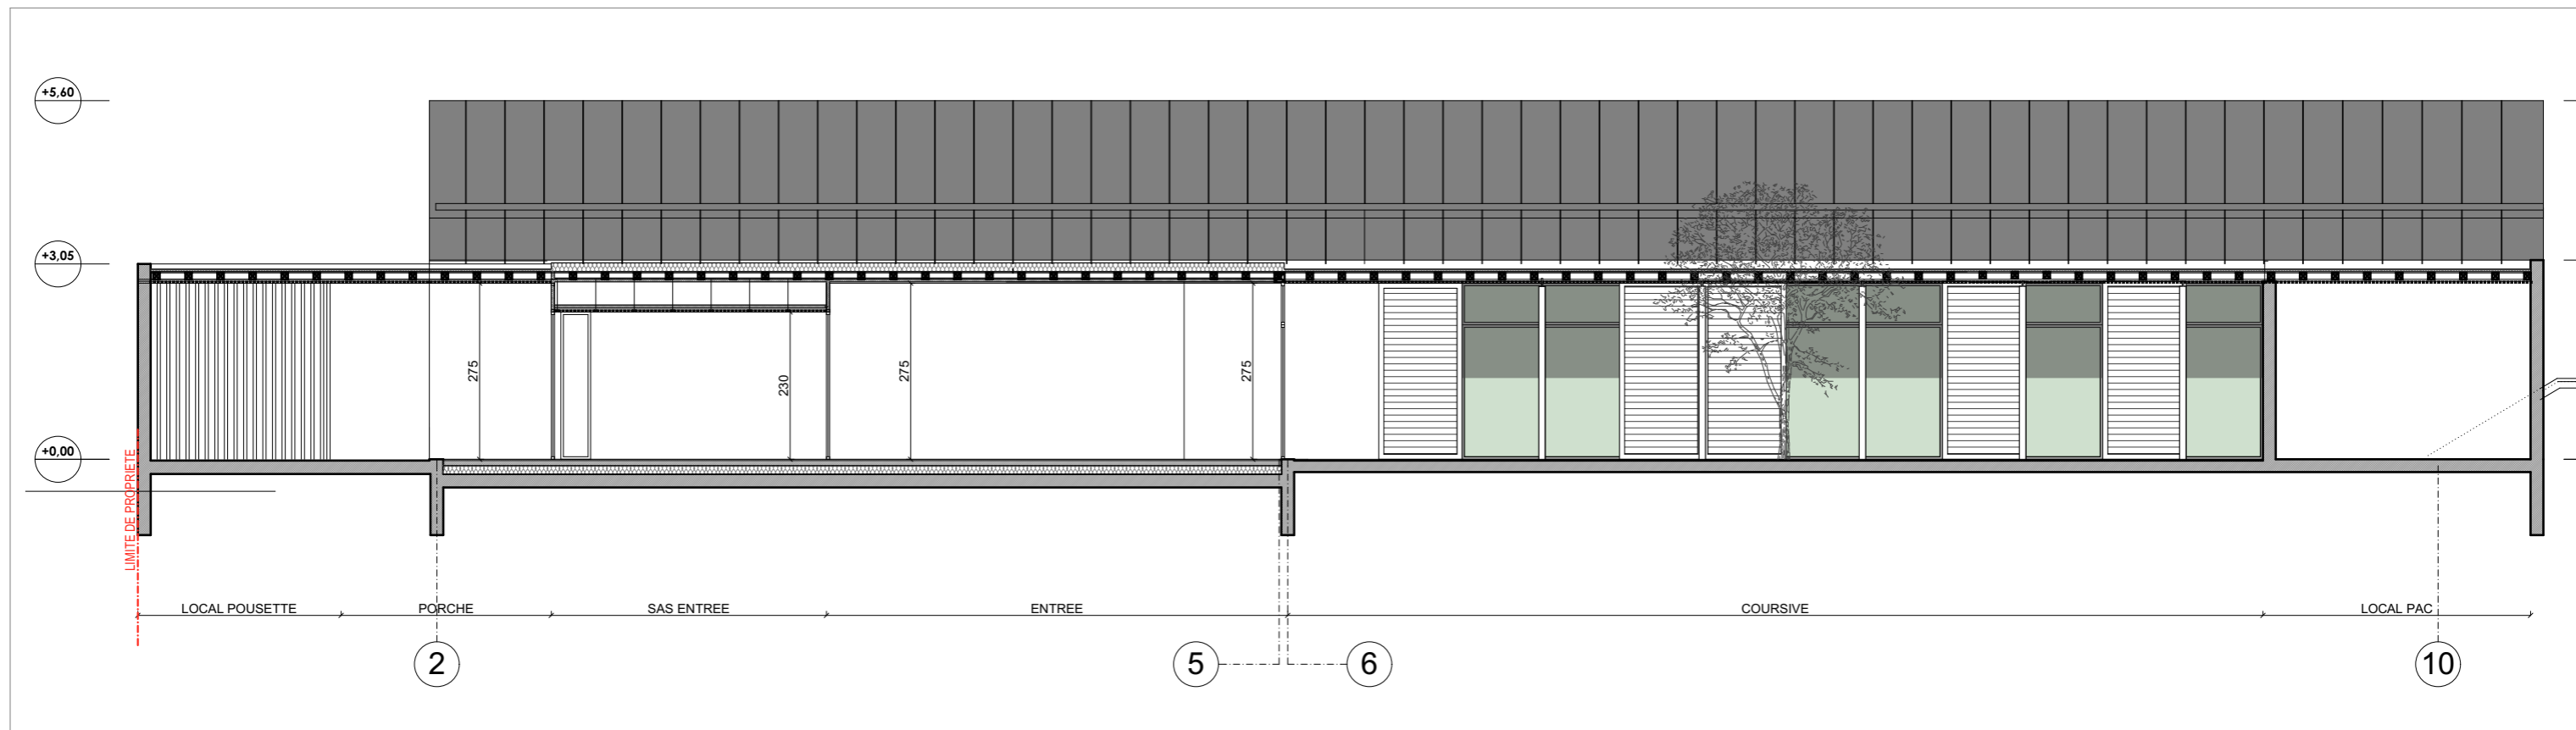 +5,60
+3,05
+0,00
275
230
275
275
LIMITE DE PROPRIETE
LOCAL POUSETTE
PORCHE
SAS ENTREE
ENTREE
COURSIVE
LOCAL PAC
2
5
6
10